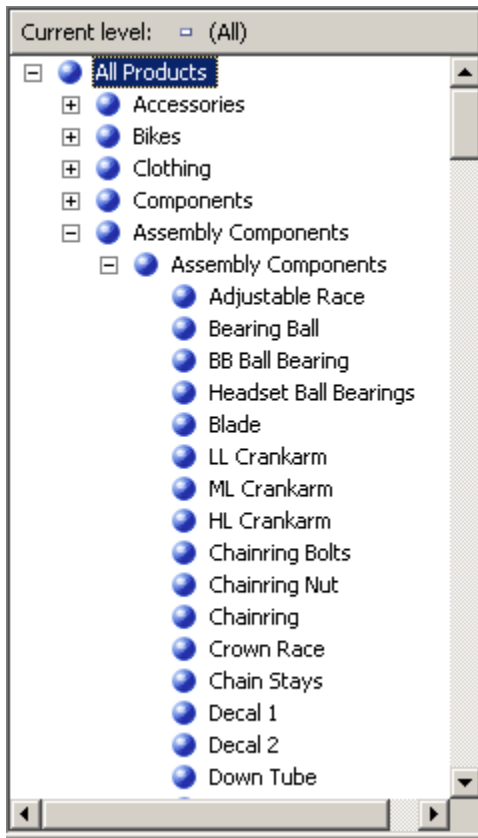 Current level: (All)
All Products
Accessories
Bikes
Clothing
Components
Assembly Components
Assembly Components
Adjustable Race
Bearing Ball
BB Ball Bearing
Headset Ball Bearings
Blade
LL Crankarm
ML Crankarm
HL Crankarm
Chainring Bolts
Chainring Nut
Chainring
Crown Race
Chain Stays
Decal 1
Decal 2
Down Tube